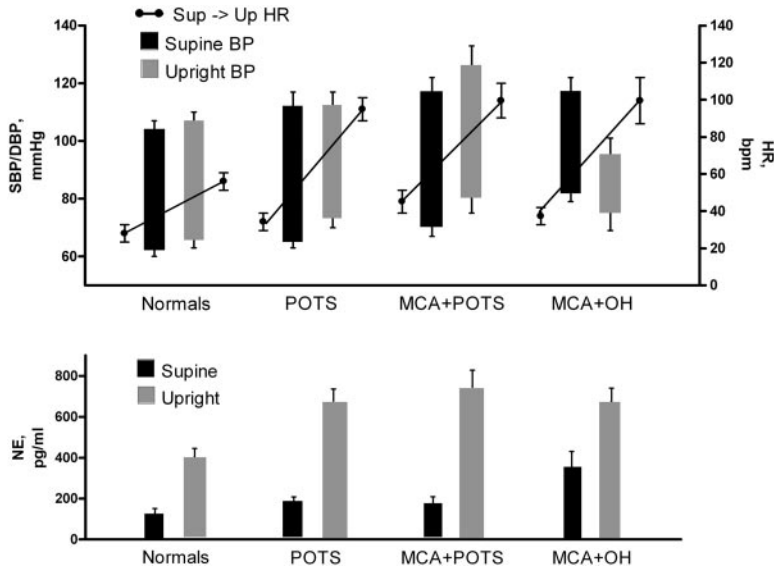 Sup -> Up HR
Supine BP
Upright BP
SBP/DBP,
mmHg
140
120
100
80
60
HR,
bpm
140
120
100
80
60
40
20
0
Normals
POTS
MCA+POTS
MCA+OH
Supine
Upright
NE,
pg/ml
800
600
400
200
0
Normals
POTS
MCA+POTS
MCA+OH